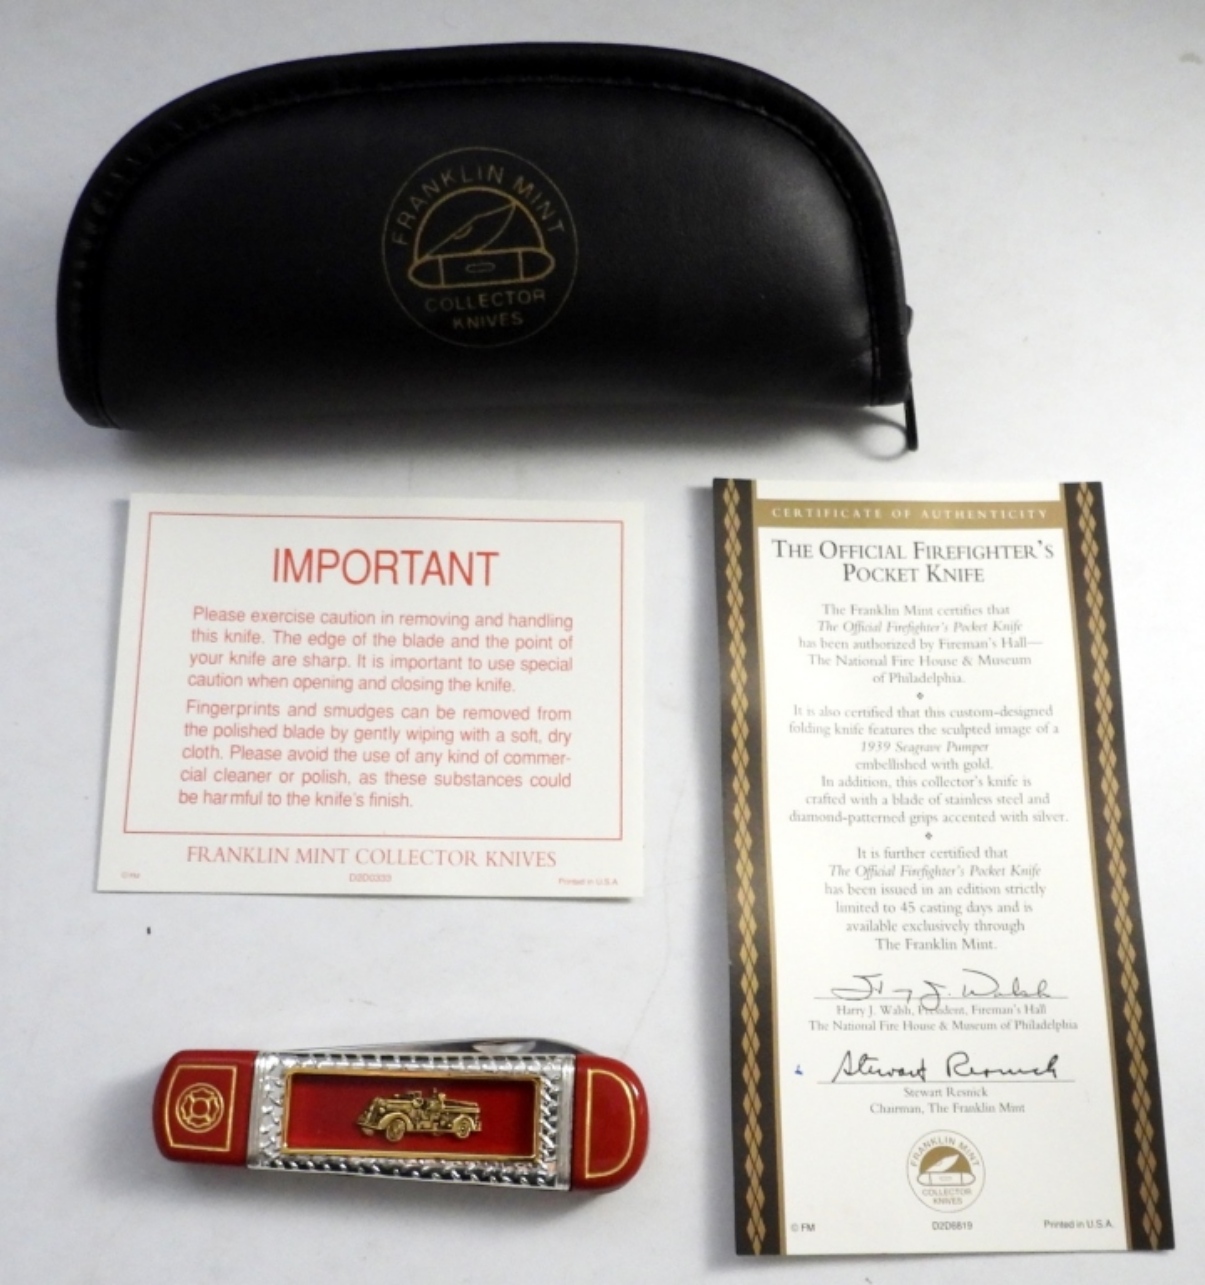 FRANKLIN MINT
COLLECTOR
KNIVES
IMPORTANT
Please exercise caution in removing and handling
this knife. The edge of the blade and the point of
your knife are sharp. It is important to use special
caution when opening and closing the knife.
Fingerprints and smudges can be removed from
the polished blade by gently wiping with a soft, dry
cloth. Please avoid the use of any kind of commer-
cial cleaner or polish, as these substances could
be harmful to the knife's finish.
FRANKLIN MINT COLLECTOR KNIVES
© FM
D2D0333
Printed in U.S.A.
CERTIFICATE OF AUTHENTICITY
THE OFFICIAL FIREFIGHTER'S
POCKET KNIFE
The Franklin Mint certifies that
The Official Firefighter's Pocket Knife
has been authorized by Fireman's Hall—
The National Fire House & Museum
of Philadelphia.
It is also certified that this custom-designed
folding knife features the sculpted image of a
1939 Seagrave Pumper
embellished with gold.
In addition, this collector's knife is
crafted with a blade of stainless steel and
diamond-patterned grips accented with silver.
It is further certified that
The Official Firefighter's Pocket Knife
has been issued in an edition strictly
limited to 45 casting days and is
available exclusively through
The Franklin Mint.
Harry J. Walsh
Harry J. Walsh, President, Fireman's Hall
The National Fire House & Museum of Philadelphia
Stewart Resnick
Stewart Resnick
Chairman, The Franklin Mint
FRANKLIN MINT
COLLECTOR
KNIVES
© FM
D2D6819
Printed in U.S.A.